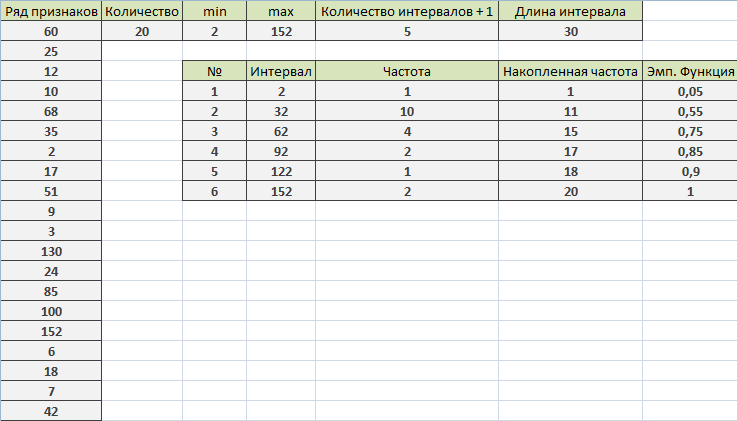 Ряд признаков Количество min max Количество интервалов + 1 Длина интервала
60 20 2 152 5 30
25
12 № Интервал Частота Накопленная частота Эмп. Функция
10 1 2 1 1 0,05
68 2 32 10 11 0,55
35 3 62 4 15 0,75
2 4 92 2 17 0,85
17 5 122 1 18 0,9
51 6 152 2 20 1
9
3
130
24
85
100
152
6
18
7
42